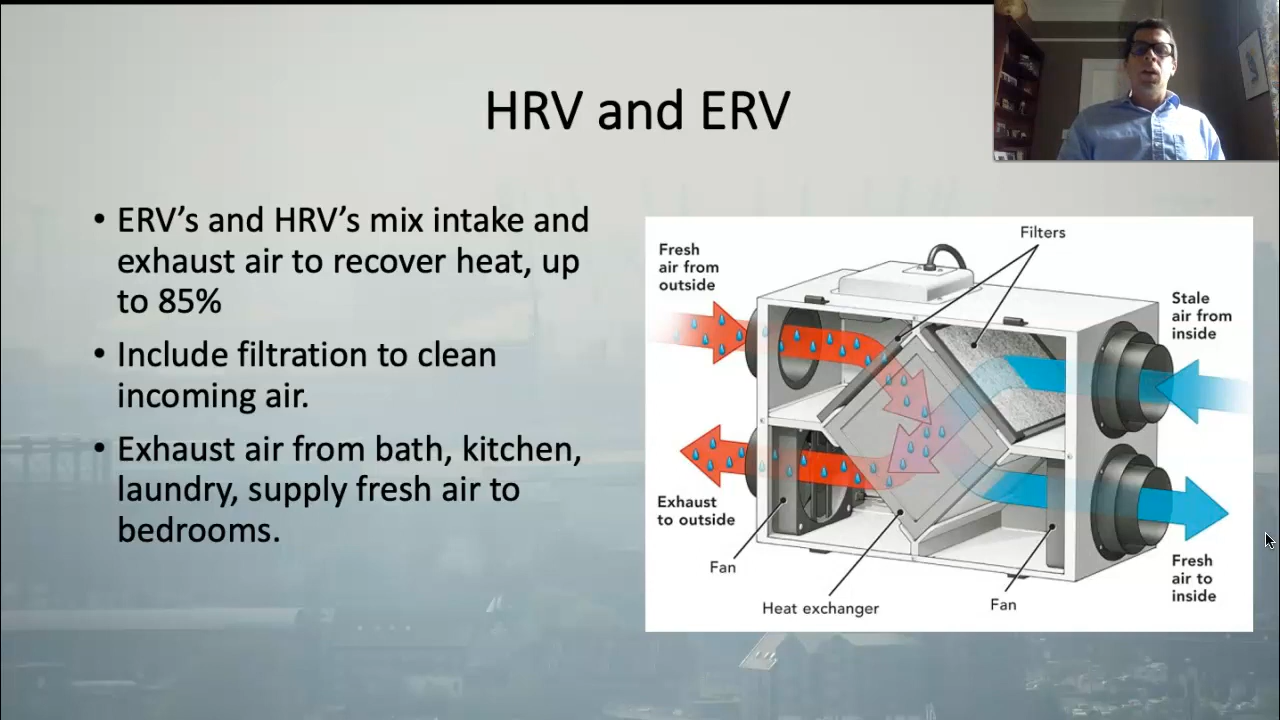 HRV and ERV
• ERV’s and HRV’s mix intake and
exhaust air to recover heat, up
to 85%
• Include filtration to clean
incoming air.
• Exhaust air from bath, kitchen,
laundry, supply fresh air to
bedrooms.
Filters
Fresh
air from
outside
Stale
air from
inside
Exhaust
to outside
Fan
Heat exchanger
Fan
Fresh
air to
inside